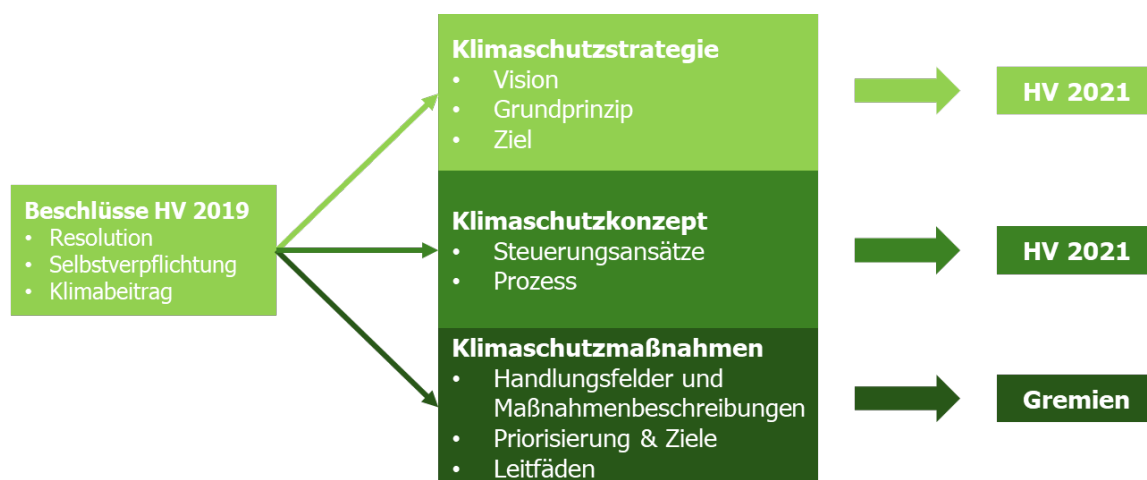 Beschlüsse HV 2019
• Resolution
• Selbstverpflichtung
• Klimabeitrag
Klimaschutzstrategie
• Vision
• Grundprinzip
• Ziel
HV 2021
Klimaschutzkonzept
• Steuerungsansätze
• Prozess
HV 2021
Klimaschutzmaßnahmen
• Handlungsfelder und
Maßnahmenbeschreibungen
• Priorisierung & Ziele
• Leitfäden
Gremien